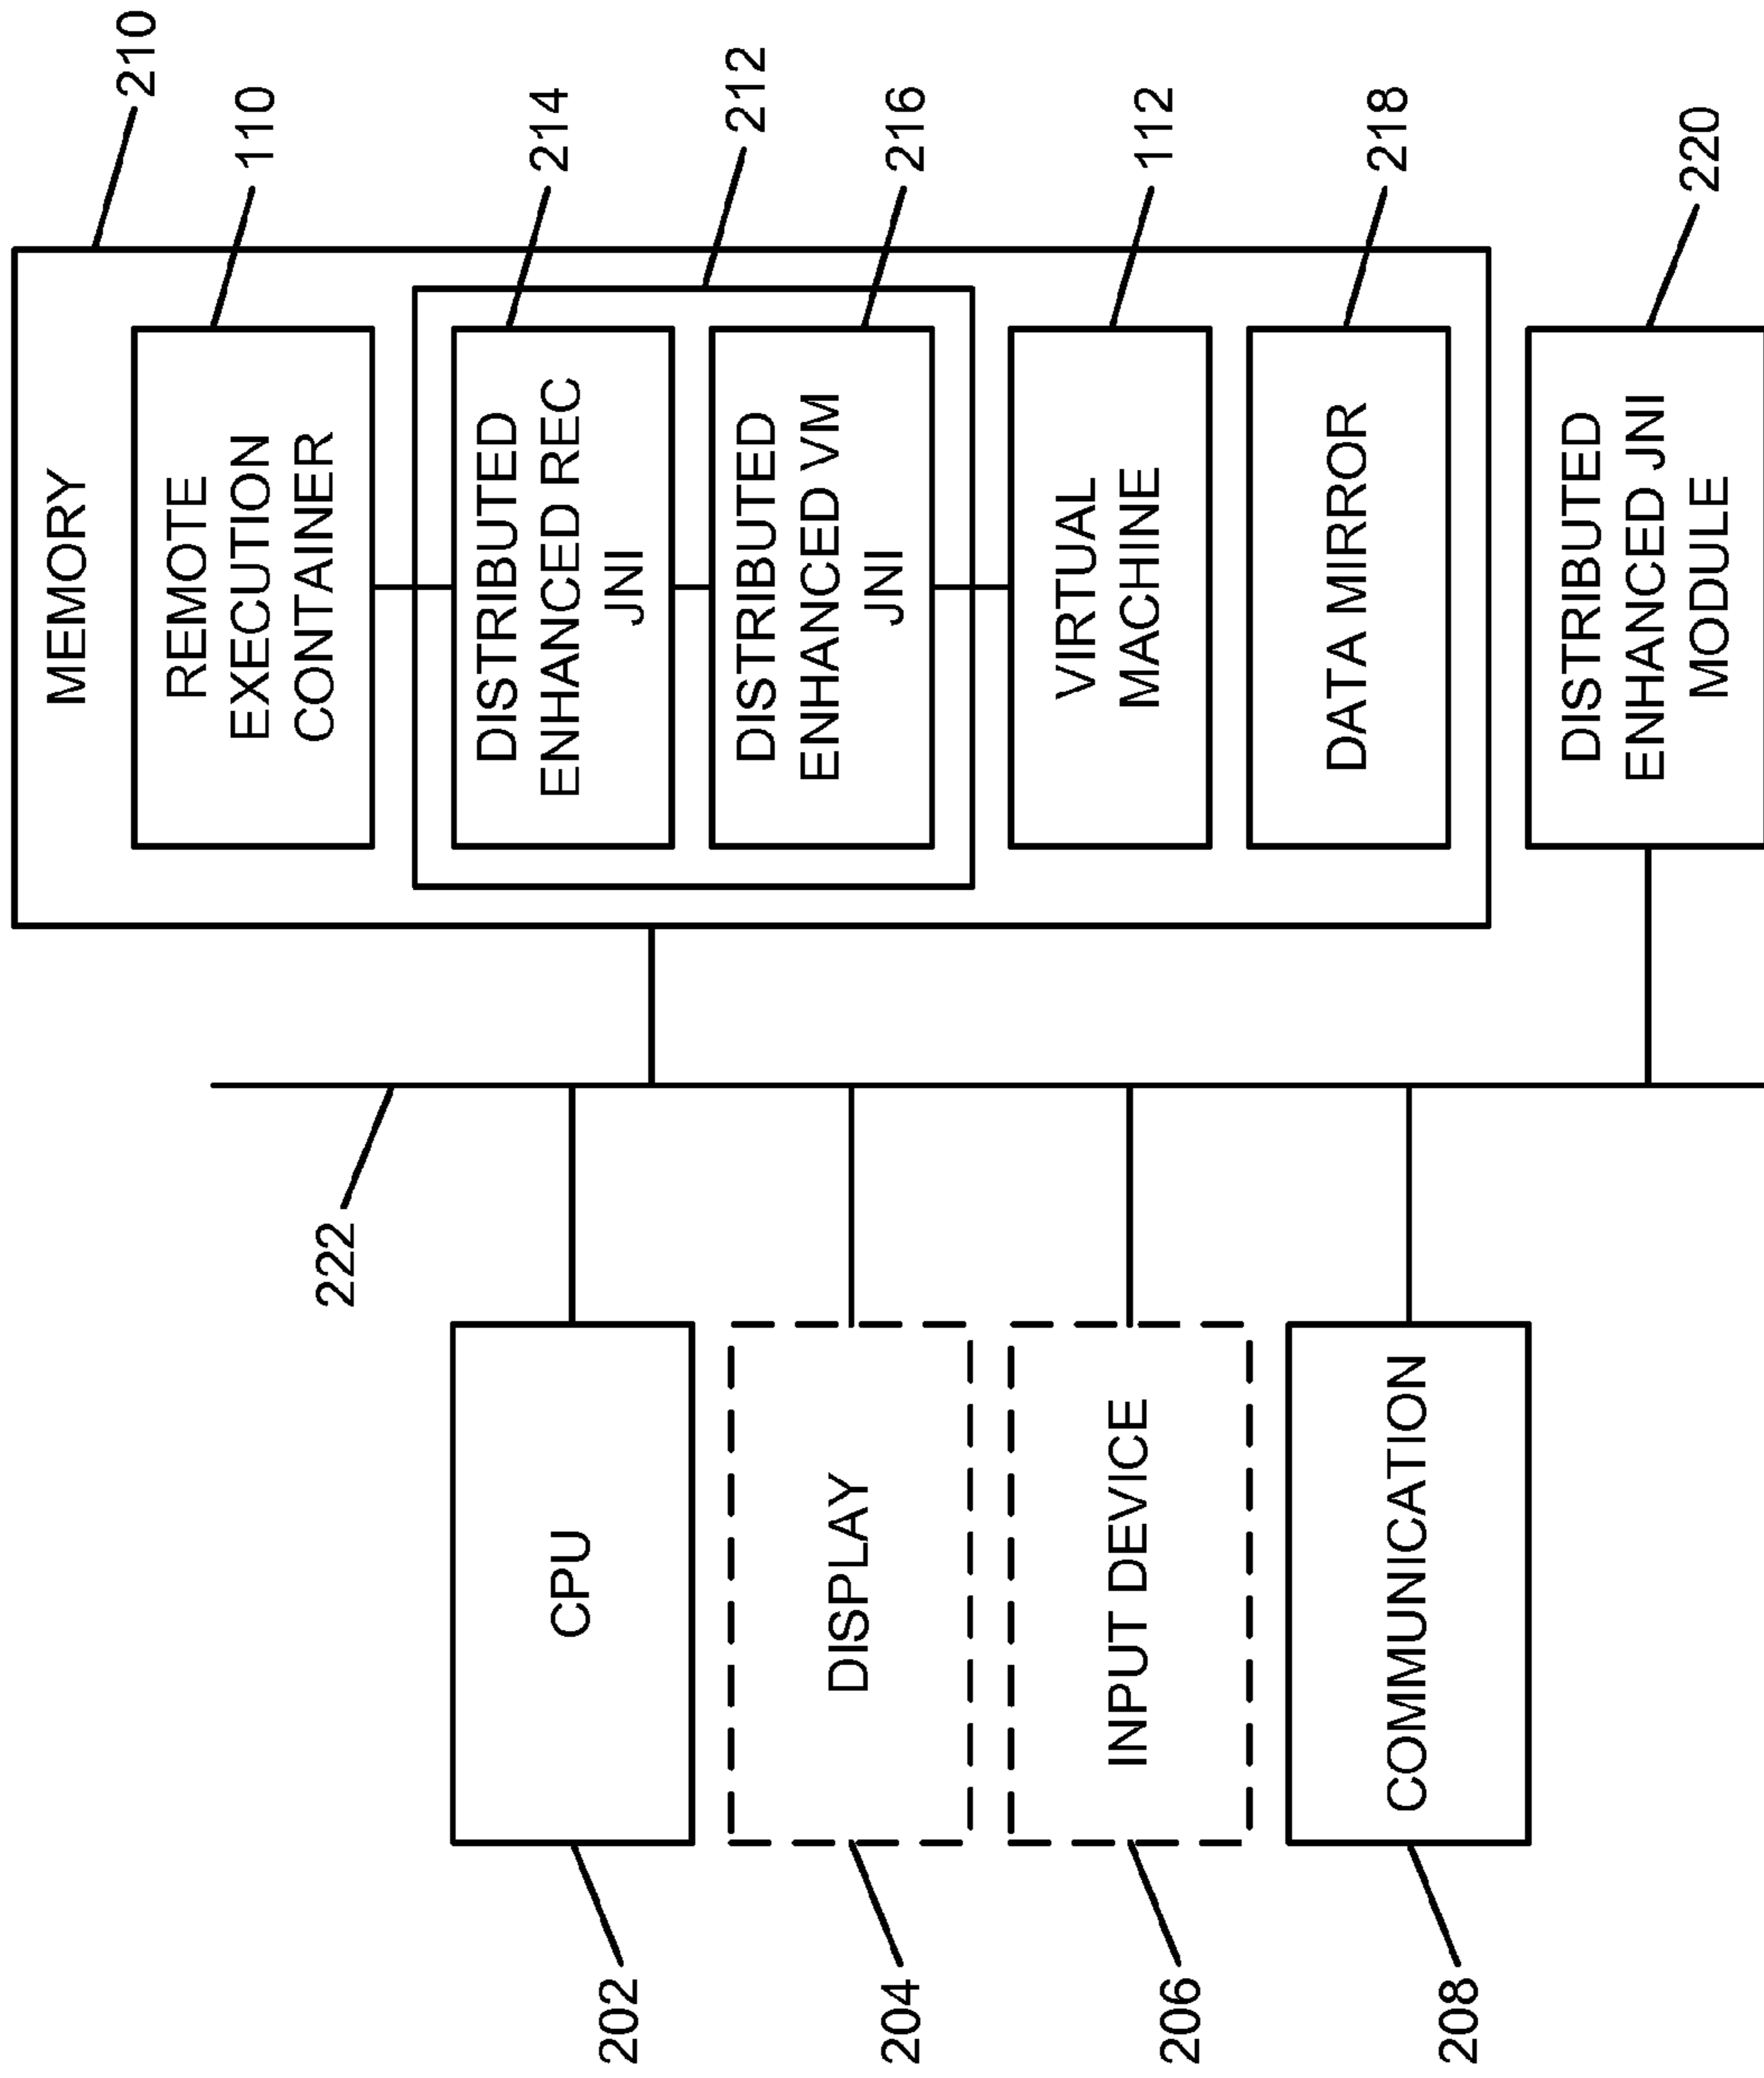 MEMORY
210
REMOTE
EXECUTION
CONTAINER
110
DISTRIBUTED
ENHANCED REC
JNI
214
212
DISTRIBUTED
ENHANCED VM
JNI
216
VIRTUAL
MACHINE
112
DATA MIRROR
218
DISTRIBUTED
ENHANCED JNI
MODULE
220
222
CPU
202
DISPLAY
204
INPUT DEVICE
206
COMMUNICATION
208